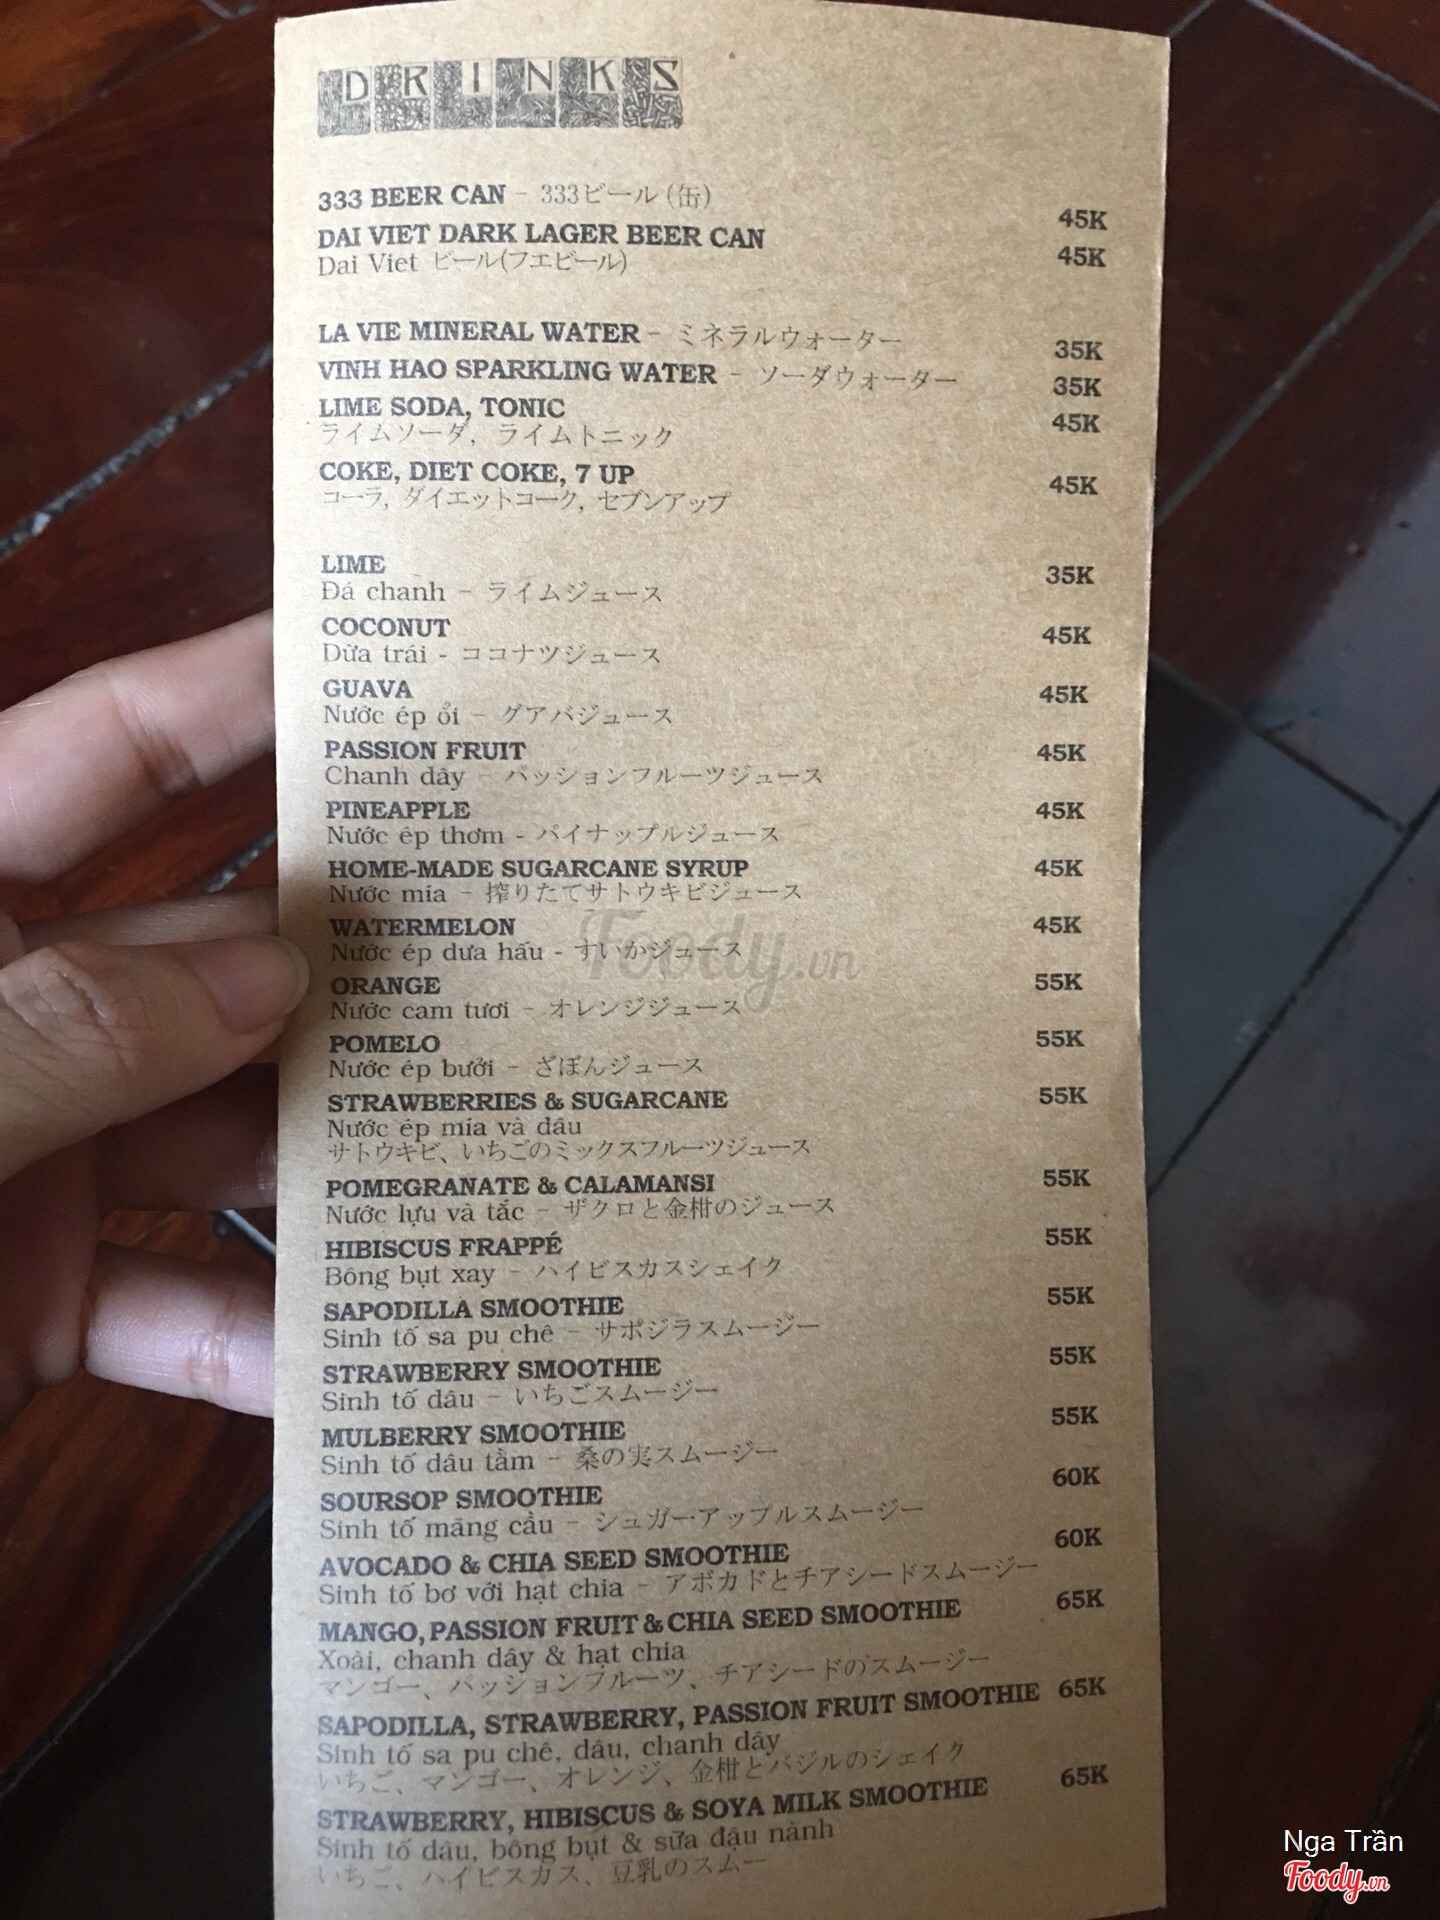 DRINKS
333 BEER CAN - 333ビール (缶) 45K
DAI VIET DARK LAGER BEER CAN 45K
Dai Viet ビール(フエビール)
LA VIE MINERAL WATER - ミネラルウォーター 35K
VINH HAO SPARKLING WATER - ソーダウォーター 35K
LIME SODA, TONIC 45K
ライムソーダ, ライムトニック
COKE, DIET COKE, 7 UP 45K
コーラ, ダイエットコーク, セブンアップ
LIME 35K
Đá chanh - ライムジュース
COCONUT 45K
Dừa trái - ココナツジュース
GUAVA 45K
Nước ép ổi - グアバジュース
PASSION FRUIT 45K
Chanh dây - パッションフルーツジュース
PINEAPPLE 45K
Nước ép thơm - パイナップルジュース
HOME-MADE SUGARCANE SYRUP 45K
Nước mía - 搾りたてサトウキビジュース
WATERMELON 45K
Nước ép dưa hấu - すいかジュース
ORANGE 55K
Nước cam tươi - オレンジジュース
POMELO 55K
Nước ép bưởi - ざぼんジュース
STRAWBERRIES & SUGARCANE 55K
Nước ép mía và dâu
サトウキビ、いちごのミックスフルーツジュース
POMEGRANATE & CALAMANSI 55K
Nước lựu và tắc - ザクロと金柑のジュース
HIBISCUS FRAPPÉ 55K
Bông bụt xay - ハイビスカスシェイク
SAPODILLA SMOOTHIE 55K
Sinh tố sa pu chê - サポジラスムージー
STRAWBERRY SMOOTHIE 55K
Sinh tố dâu - いちごスムージー
MULBERRY SMOOTHIE 55K
Sinh tố dâu tằm - 桑の実スムージー
SOURSOP SMOOTHIE 60K
Sinh tố mãng cầu - シュガーアップルスムージー
AVOCADO & CHIA SEED SMOOTHIE 60K
Sinh tố bơ với hạt chia - アボカドとチアシードスムージー
MANGO, PASSION FRUIT & CHIA SEED SMOOTHIE 65K
Xoài, chanh dây & hạt chia
マンゴー、パッションフルーツ、チアシードのスムージー
SAPODILLA, STRAWBERRY, PASSION FRUIT SMOOTHIE 65K
Sinh tố sa pu chê, dâu, chanh dây
いちご、マンゴー、オレンジ、金柑とバジルのシェイク
STRAWBERRY, HIBISCUS & SOYA MILK SMOOTHIE 65K
Sinh tố dâu, bông bụt & sữa đậu nành
いちご、ハイビスカス、豆乳のスムー
Foody.vn
Nga Trần
Foody.vn